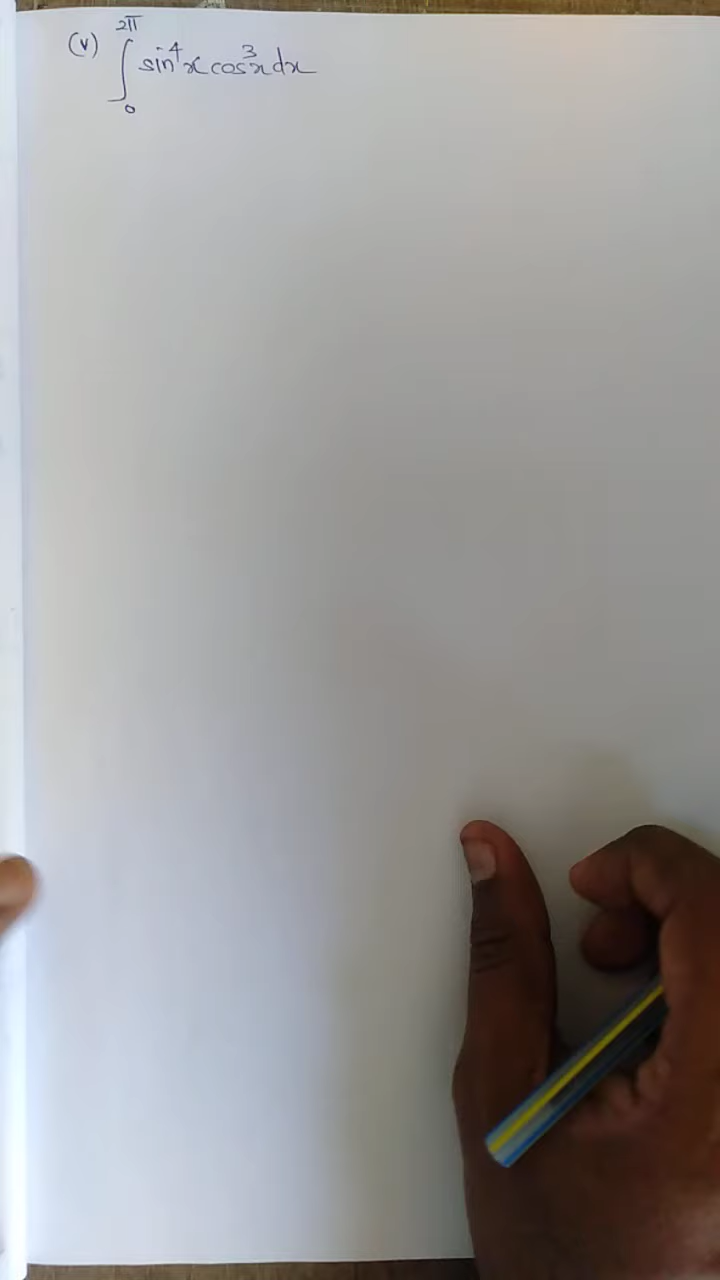 (v) ∫₀^{2π} sin⁴x cos³x dx